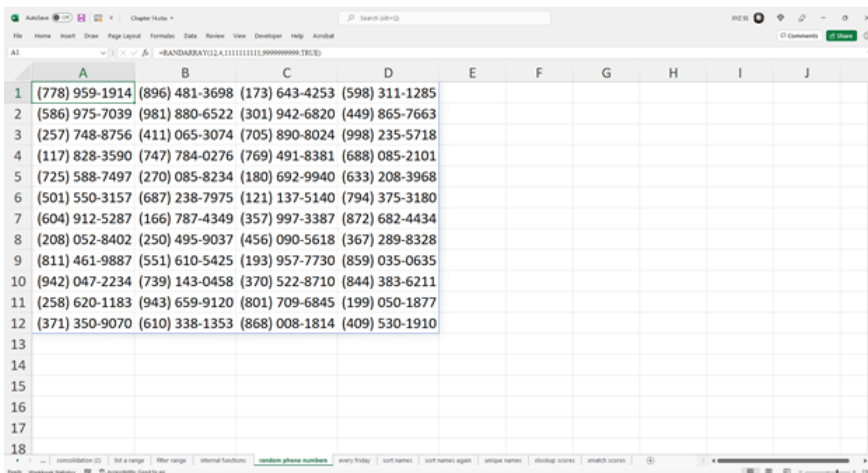 AutoSave Off Chapter 14.xlsx Search (Alt+Q)
File Home Insert Draw Page Layout Formulas Data Review View Developer Help Acrobat Comments Share
A1 fx =RANDARRAY(12,4,1111111111,9999999999,TRUE)
A B C D E F G H I J
1 (778) 959-1914 (896) 481-3698 (173) 643-4253 (598) 311-1285
2 (586) 975-7039 (981) 880-6522 (301) 942-6820 (449) 865-7663
3 (257) 748-8756 (411) 065-3074 (705) 890-8024 (998) 235-5718
4 (117) 828-3590 (747) 784-0276 (769) 491-8381 (688) 085-2101
5 (725) 588-7497 (270) 085-8234 (180) 692-9940 (633) 208-3968
6 (501) 550-3157 (687) 238-7975 (121) 137-5140 (794) 375-3180
7 (604) 912-5287 (166) 787-4349 (357) 997-3387 (872) 682-4434
8 (208) 052-8402 (250) 495-9037 (456) 090-5618 (367) 289-8328
9 (811) 461-9887 (551) 610-5425 (193) 957-7730 (859) 035-0635
10 (942) 047-2234 (739) 143-0458 (370) 522-8710 (844) 383-6211
11 (258) 620-1183 (943) 659-9120 (801) 709-6845 (199) 050-1877
12 (371) 350-9070 (610) 338-1353 (868) 008-1814 (409) 530-1910
13
14
15
16
17
18
... consolidation (2) list a range filter range internal functions random phone numbers every friday sort names sort names again unique names xlookup scores xmatch scores
Ready Workbook Statistics Accessibility: Good to go